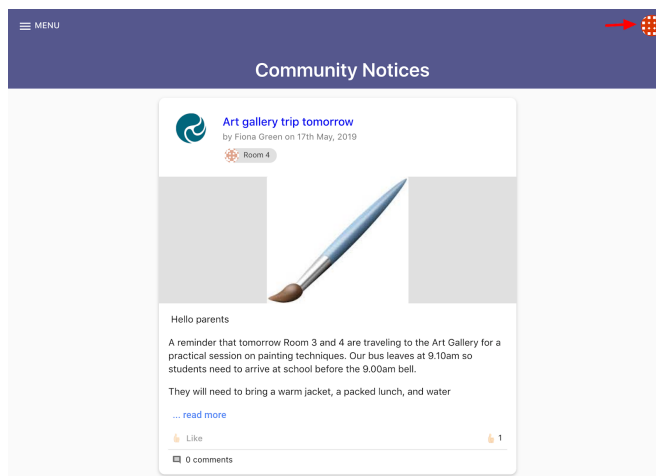 MENU
Community Notices
Art gallery trip tomorrow
by Fiona Green on 17th May, 2019
Room 4
Hello parents
A reminder that tomorrow Room 3 and 4 are traveling to the Art Gallery for a
practical session on painting techniques. Our bus leaves at 9.10am so
students need to arrive at school before the 9.00am bell.
They will need to bring a warm jacket, a packed lunch, and water
... read more
Like 1
0 comments